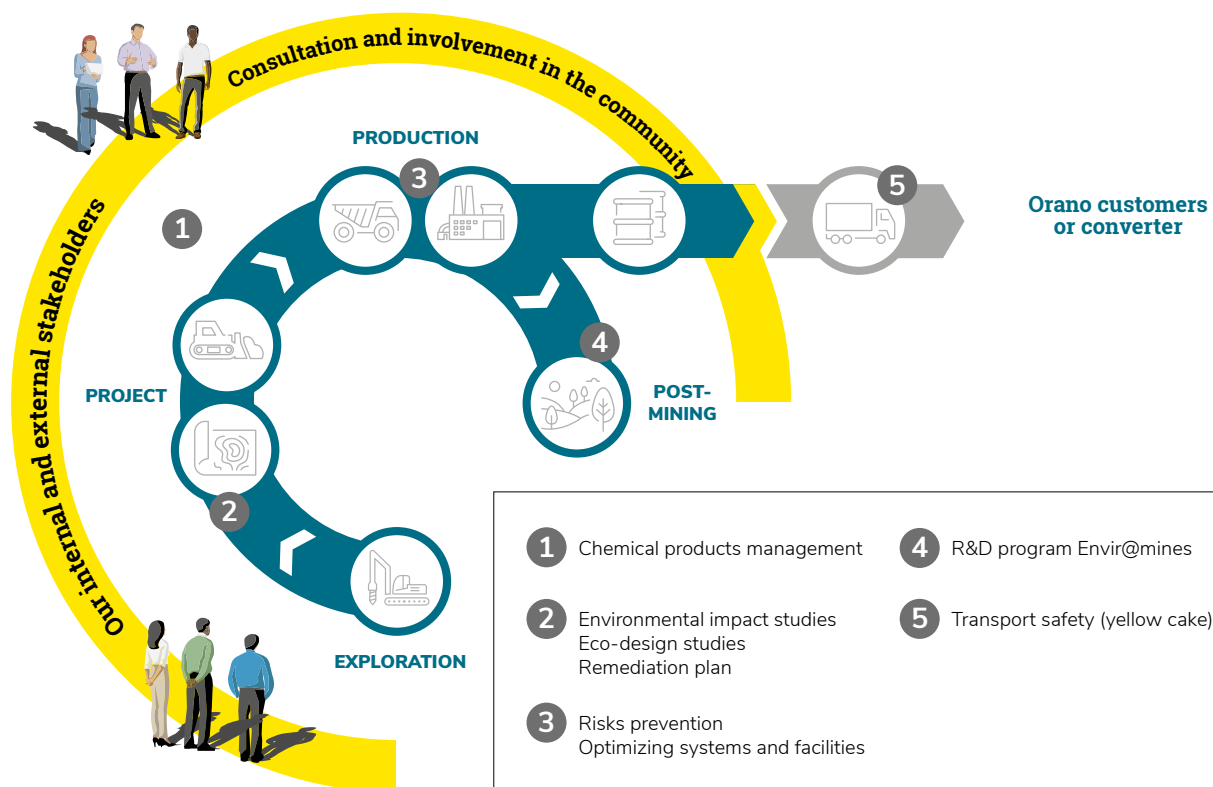 Our internal and external stakeholders
Consultation and involvement in the community
PRODUCTION
3
5
1
Orano customers
or converter
4
PROJECT
POST-
MINING
2
EXPLORATION
1 Chemical products management
2 Environmental impact studies
Eco-design studies
Remediation plan
3 Risks prevention
Optimizing systems and facilities
4 R&D program Envir@mines
5 Transport safety (yellow cake)